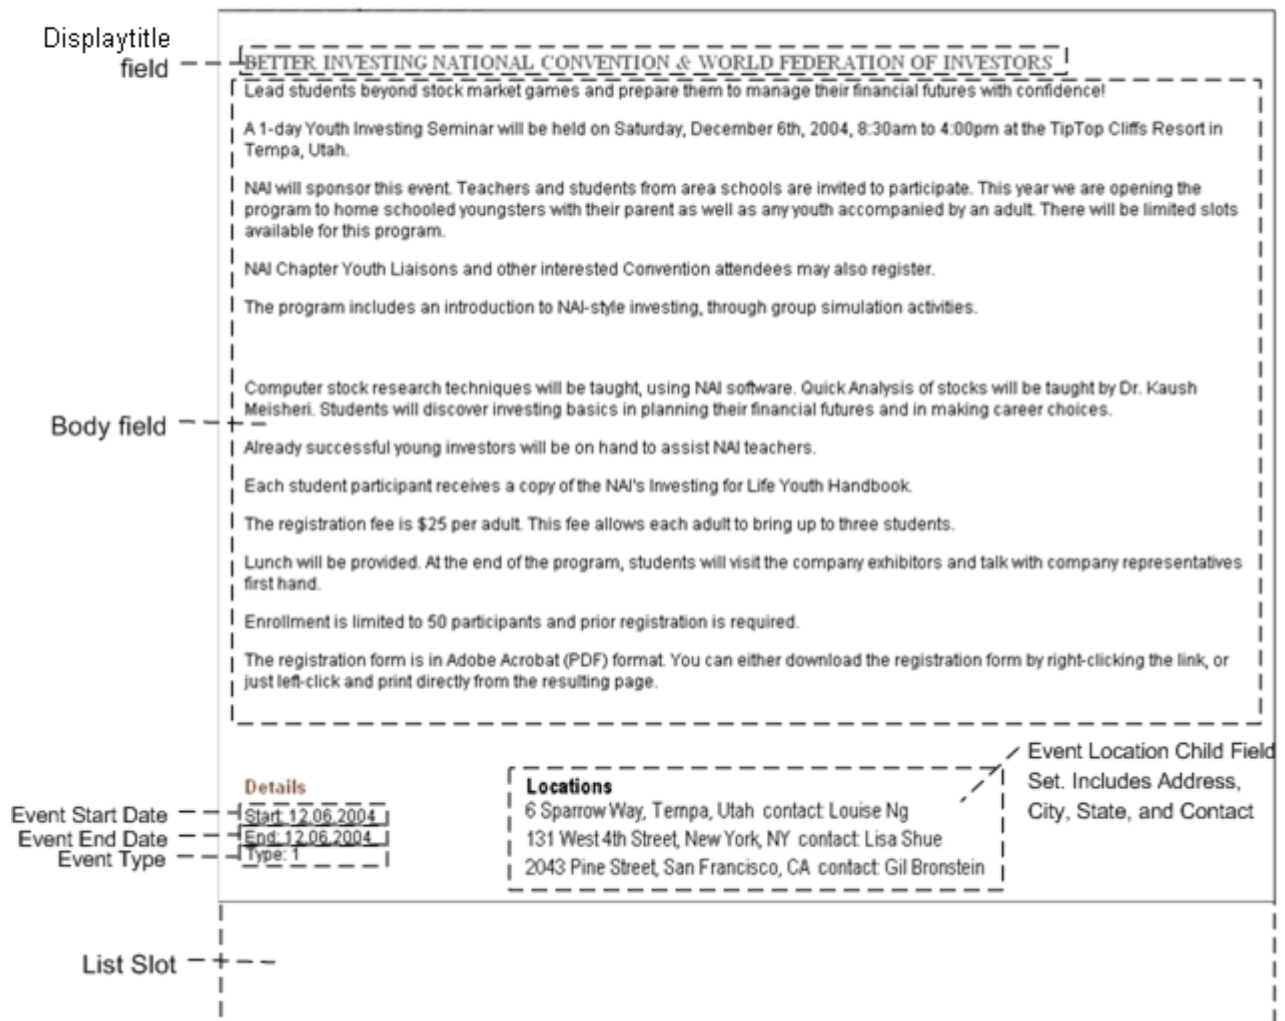 Displaytitle
field
BETTER INVESTING NATIONAL CONVENTION & WORLD FEDERATION OF INVESTORS
Lead students beyond stock market games and prepare them to manage their financial futures with confidence!
A 1-day Youth Investing Seminar will be held on Saturday, December 6th, 2004, 8:30am to 4:00pm at the TipTop Cliffs Resort in
Tempa, Utah.
NAI will sponsor this event. Teachers and students from area schools are invited to participate. This year we are opening the
program to home schooled youngsters with their parent as well as any youth accompanied by an adult. There will be limited slots
available for this program.
NAI Chapter Youth Liaisons and other interested Convention attendees may also register.
The program includes an introduction to NAI-style investing, through group simulation activities.
Computer stock research techniques will be taught, using NAI software. Quick Analysis of stocks will be taught by Dr. Kaush
Meisheri. Students will discover investing basics in planning their financial futures and in making career choices.
Body field
Already successful young investors will be on hand to assist NAI teachers.
Each student participant receives a copy of the NAI's Investing for Life Youth Handbook.
The registration fee is $25 per adult. This fee allows each adult to bring up to three students.
Lunch will be provided. At the end of the program, students will visit the company exhibitors and talk with company representatives
first hand.
Enrollment is limited to 50 participants and prior registration is required.
The registration form is in Adobe Acrobat (PDF) format. You can either download the registration form by right-clicking the link, or
just left-click and print directly from the resulting page.
Event Location Child Field
Set. Includes Address,
City, State, and Contact
Details
Event Start Date
Start: 12.06.2004
Event End Date
End: 12.06.2004
Event Type
Type: 1
Locations
6 Sparrow Way, Tempa, Utah contact: Louise Ng
131 West 4th Street, New York, NY contact: Lisa Shue
2043 Pine Street, San Francisco, CA contact: Gil Bronstein
List Slot